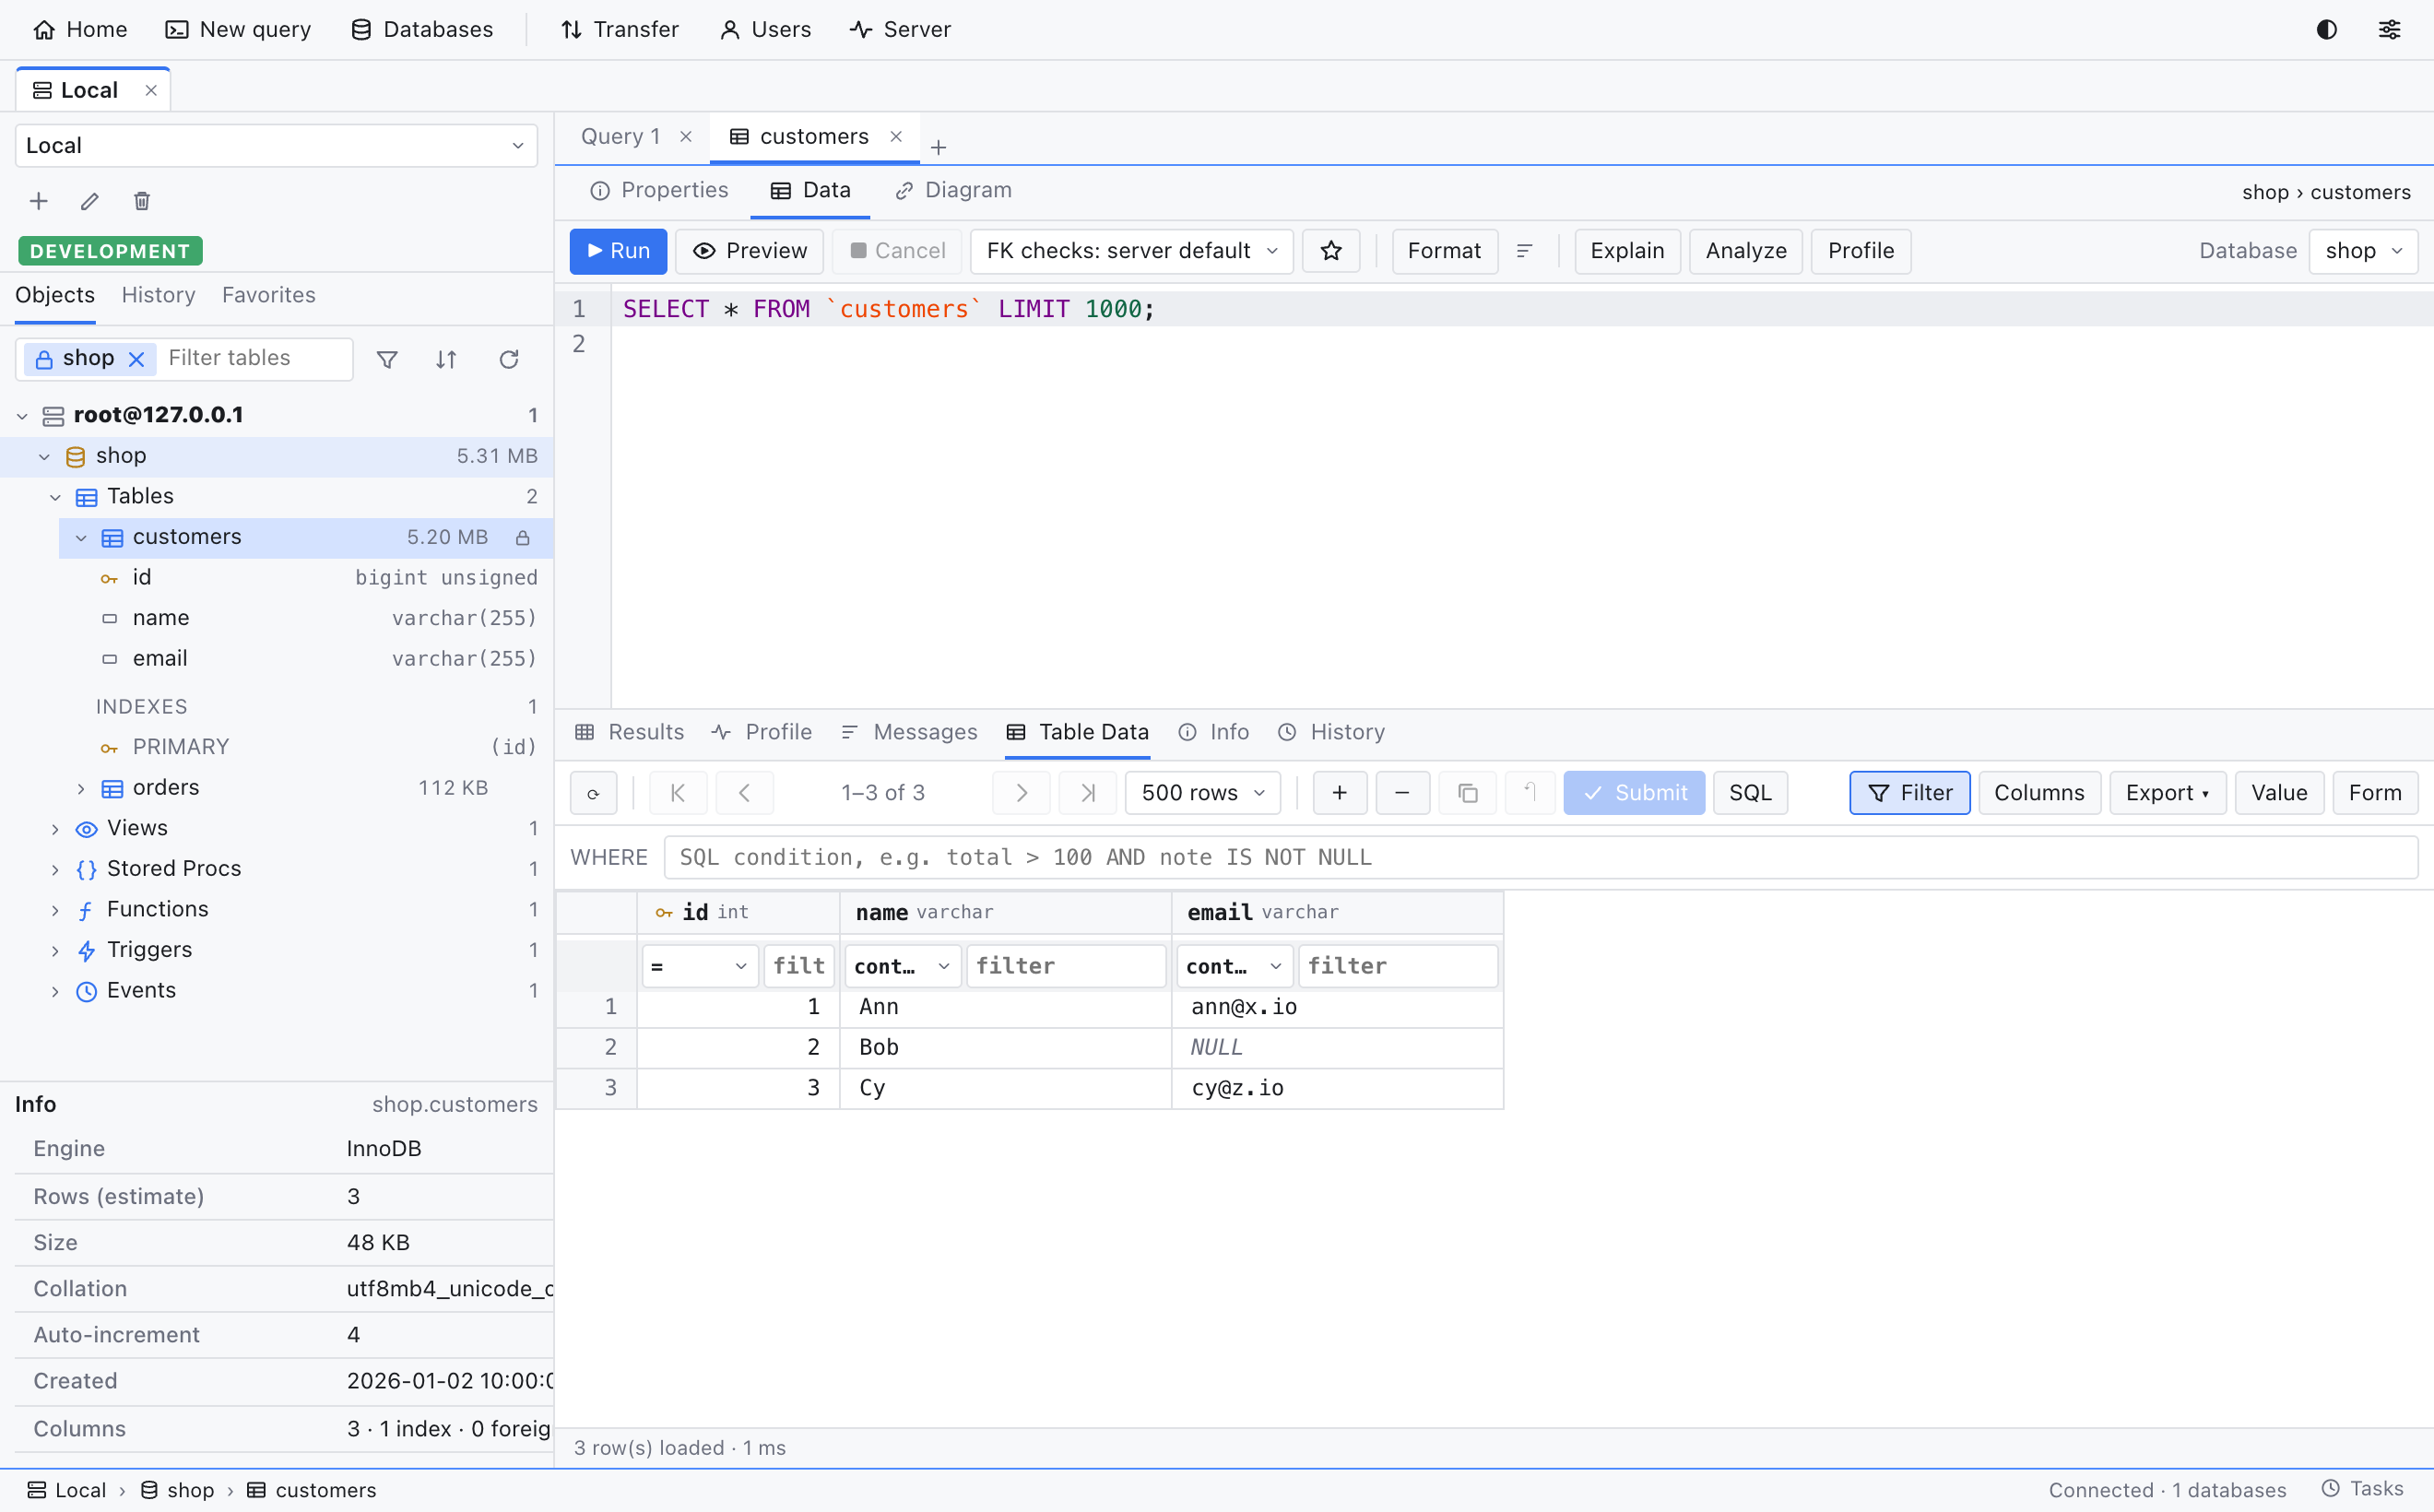 Home New query Databases Transfer Users Server
Local
Local
DEVELOPMENT
Objects History Favorites
shop Filter tables
root@127.0.0.1 1
shop 5.31 MB
Tables 2
customers 5.20 MB
id bigint unsigned
name varchar(255)
email varchar(255)
INDEXES 1
PRIMARY (id)
orders 112 KB
Views 1
Stored Procs 1
Functions 1
Triggers 1
Events 1
Info shop.customers
Engine InnoDB
Rows (estimate) 3
Size 48 KB
Collation utf8mb4_unicode_c
Auto-increment 4
Created 2026-01-02 10:00:0
Columns 3 · 1 index · 0 foreig
Query 1 customers
Properties Data Diagram shop › customers
Run Preview Cancel FK checks: server default Format Explain Analyze Profile Database shop
1 SELECT * FROM `customers` LIMIT 1000;
2
Results Profile Messages Table Data Info History
1–3 of 3 500 rows + − Submit SQL Filter Columns Export Value Form
WHERE SQL condition, e.g. total > 100 AND note IS NOT NULL
id int name varchar email varchar
= filt cont… filter cont… filter
1 1 Ann ann@x.io
2 2 Bob NULL
3 3 Cy cy@z.io
3 row(s) loaded · 1 ms
Local › shop › customers Connected · 1 databases Tasks